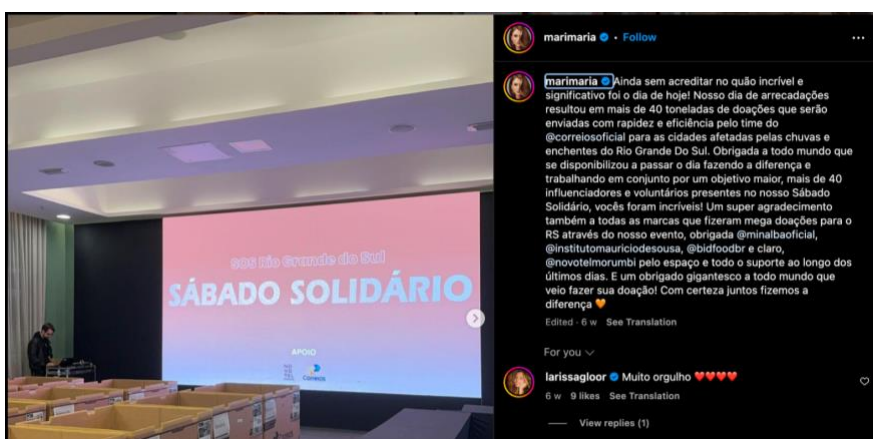 SOS Rio Grande do Sul
SÁBADO SOLIDÁRIO
APOIO
NOVOTEL
Correios
marimaria • Follow
marimaria Ainda sem acreditar no quão incrível e
significativo foi o dia de hoje! Nosso dia de arrecadações
resultou em mais de 40 toneladas de doações que serão
enviadas com rapidez e eficiência pelo time do
@correiosoficial para as cidades afetadas pelas chuvas e
enchentes do Rio Grande Do Sul. Obrigada a todo mundo que
se disponibilizou a passar o dia fazendo a diferença e
trabalhando em conjunto por um objetivo maior, mais de 40
influenciadores e voluntários presentes no nosso Sábado
Solidário, vocês foram incríveis! Um super agradecimento
também a todas as marcas que fizeram mega doações para o
RS através do nosso evento, obrigada @minalbaoficial,
@institutomauriciodesousa, @bidfoodbr e claro,
@novotelmorumbi pelo espaço e todo o suporte ao longo dos
últimos dias. E um obrigado gigantesco a todo mundo que
veio fazer sua doação! Com certeza juntos fizemos a
diferença 🧡
Edited · 6 w See Translation
For you
larissagloor Muito orgulho ❤️❤️❤️❤️
6 w 9 likes See Translation
View replies (1)